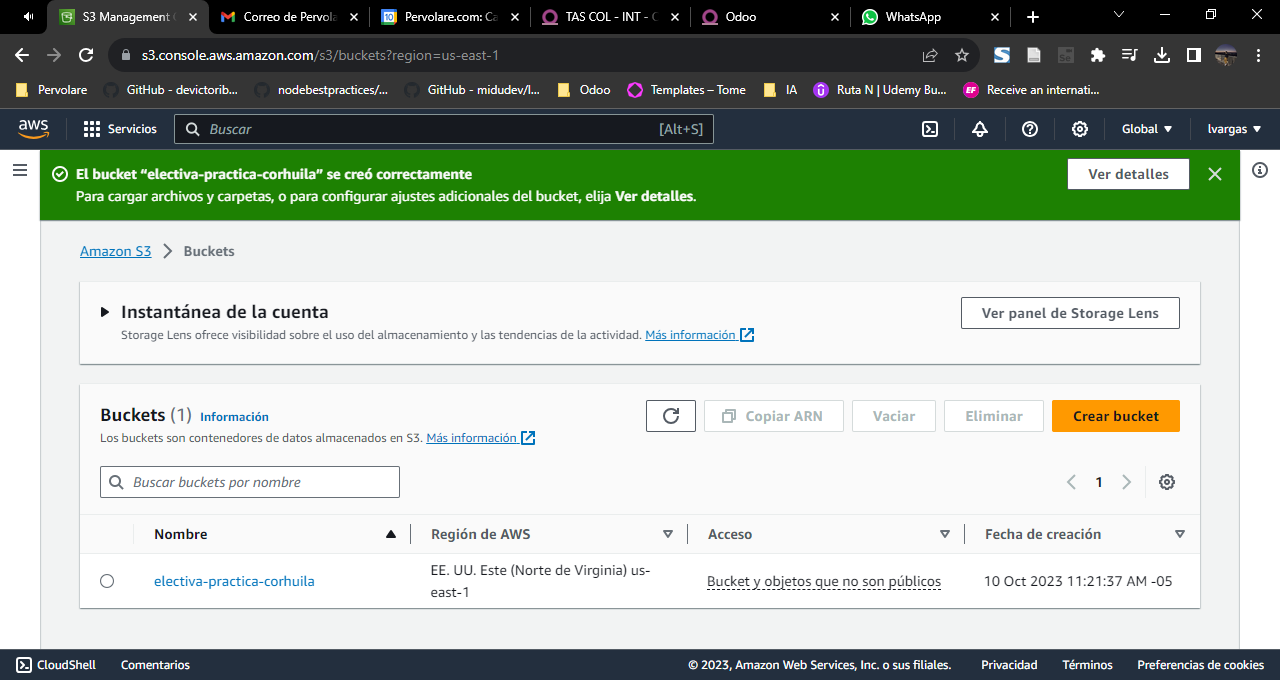 S3 Management C
Correo de Pervola
Pervolare.com: Ca
TAS COL - INT - C
Odoo
WhatsApp
s3.console.aws.amazon.com/s3/buckets?region=us-east-1
Pervolare
GitHub - devictorib...
nodebestpractices/...
GitHub - midudev/l...
Odoo
Templates – Tome
IA
Ruta N | Udemy Bu...
EF
Receive an internati...
aws
Servicios
Buscar
[Alt+S]
Global
lvargas
El bucket “electiva-practica-corhuila” se creó correctamente
Para cargar archivos y carpetas, o para configurar ajustes adicionales del bucket, elija Ver detalles.
Ver detalles
Amazon S3
Buckets
Instantánea de la cuenta
Storage Lens ofrece visibilidad sobre el uso del almacenamiento y las tendencias de la actividad. Más información
Ver panel de Storage Lens
Buckets (1) Información
Los buckets son contenedores de datos almacenados en S3. Más información
Copiar ARN
Vaciar
Eliminar
Crear bucket
Buscar buckets por nombre
1
Nombre
Región de AWS
Acceso
Fecha de creación
electiva-practica-corhuila
EE. UU. Este (Norte de Virginia) us-
east-1
Bucket y objetos que no son públicos
10 Oct 2023 11:21:37 AM -05
CloudShell
Comentarios
© 2023, Amazon Web Services, Inc. o sus filiales.
Privacidad
Términos
Preferencias de cookies